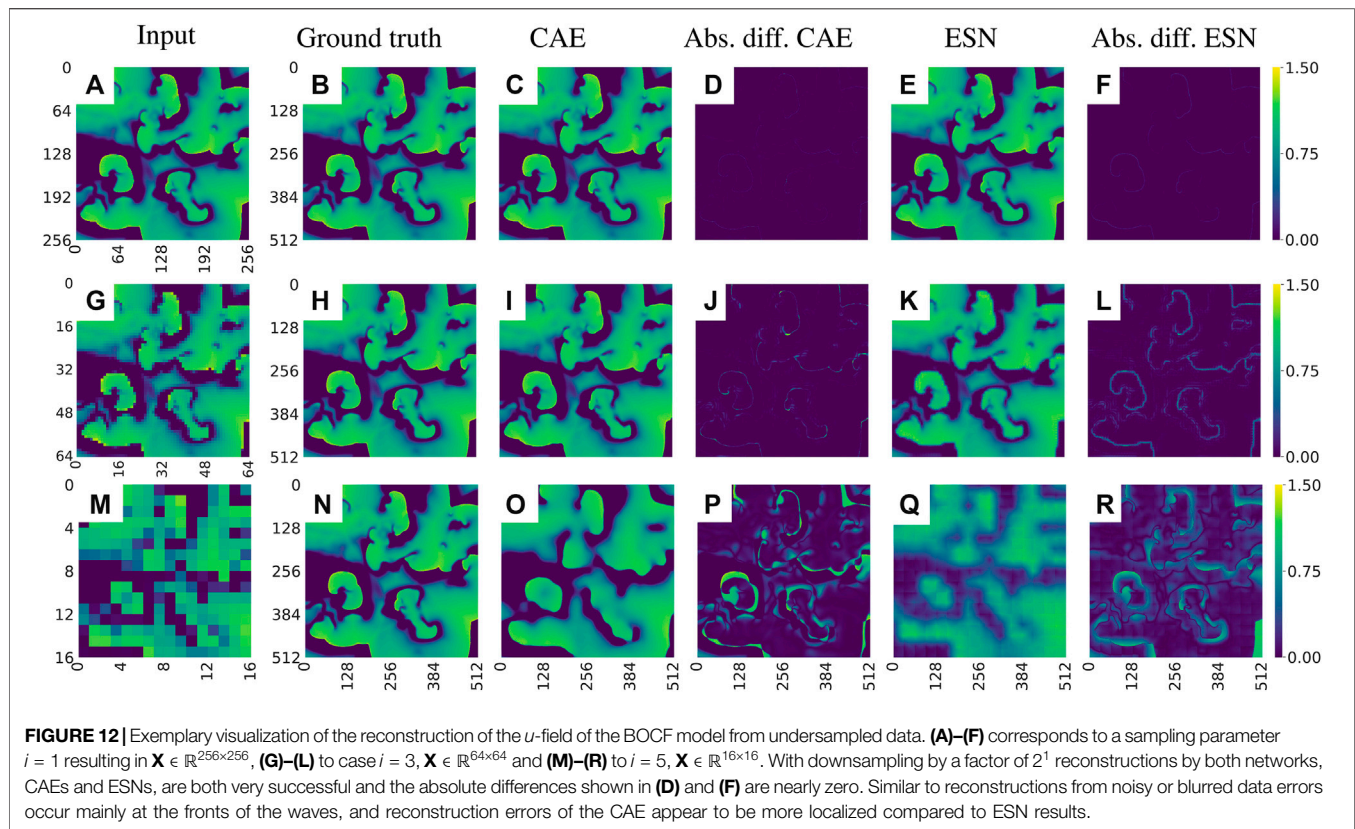 Input Ground truth CAE Abs. diff. CAE ESN Abs. diff. ESN
0 0 1.50
A B C D E F
64 128
128 256 0.75
192 384
256 512 0.00
0 64 128 192 256
0 0 1.50
G H I J K L
16 128
32 256 0.75
48 384
64 512 0.00
0 16 32 48 64
0 0 1.50
M N O P Q R
4 128
8 256 0.75
12 384
16 512 0.00
0 4 8 12 16 0 128 256 384 512 0 128 256 384 512 0 128 256 384 512 0 128 256 384 512 0 128 256 384 512
FIGURE 12 | Exemplary visualization of the reconstruction of the u-field of the BOCF model from undersampled data. (A)–(F) corresponds to a sampling parameter
i = 1 resulting in X ∈ ℝ²⁵⁶ˣ²⁵⁶, (G)–(L) to case i = 3, X ∈ ℝ⁶⁴ˣ⁶⁴ and (M)–(R) to i = 5, X ∈ ℝ¹⁶ˣ¹⁶. With downsampling by a factor of 2¹ reconstructions by both networks,
CAEs and ESNs, are both very successful and the absolute differences shown in (D) and (F) are nearly zero. Similar to reconstructions from noisy or blurred data errors
occur mainly at the fronts of the waves, and reconstruction errors of the CAE appear to be more localized compared to ESN results.